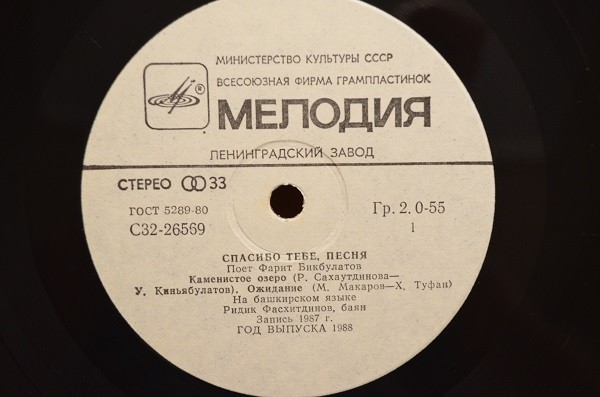 МИНИСТЕРСТВО КУЛЬТУРЫ СССР
ВСЕСОЮЗНАЯ ФИРМА ГРАМПЛАСТИНОК
®
МЕЛОДИЯ
ЛЕНИНГРАДСКИЙ ЗАВОД
СТЕРЕО 33
ГОСТ 5289-80
Гр. 2. 0-55
С32-26569
1
СПАСИБО ТЕБЕ, ПЕСНЯ
Поет Фарит Бикбулатов
Каменистое озеро (Р. Сахаутдинова—
У. Киньябулатов). Ожидание (М. Макаров—Х. Туфан)
На башкирском языке
Ридик Фасхитдинов, баян
Запись 1987 г.
ГОД ВЫПУСКА 1988